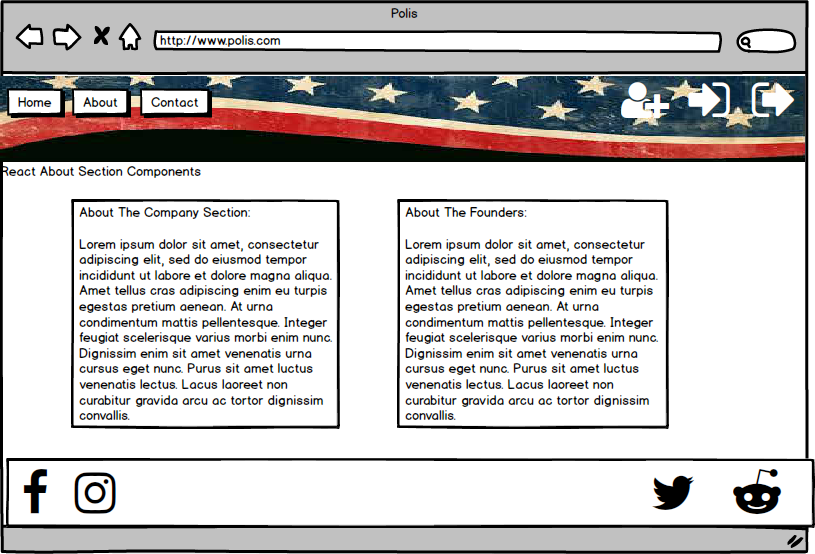 Polis
http://www.polis.com
Home
About
Contact
React About Section Components
About The Company Section:
Lorem ipsum dolor sit amet, consectetur
adipiscing elit, sed do eiusmod tempor
incididunt ut labore et dolore magna aliqua.
Amet tellus cras adipiscing enim eu turpis
egestas pretium aenean. At urna
condimentum mattis pellentesque. Integer
feugiat scelerisque varius morbi enim nunc.
Dignissim enim sit amet venenatis urna
cursus eget nunc. Purus sit amet luctus
venenatis lectus. Lacus laoreet non
curabitur gravida arcu ac tortor dignissim
convallis.
About The Founders:
Lorem ipsum dolor sit amet, consectetur
adipiscing elit, sed do eiusmod tempor
incididunt ut labore et dolore magna aliqua.
Amet tellus cras adipiscing enim eu turpis
egestas pretium aenean. At urna
condimentum mattis pellentesque. Integer
feugiat scelerisque varius morbi enim nunc.
Dignissim enim sit amet venenatis urna
cursus eget nunc. Purus sit amet luctus
venenatis lectus. Lacus laoreet non
curabitur gravida arcu ac tortor dignissim
convallis.